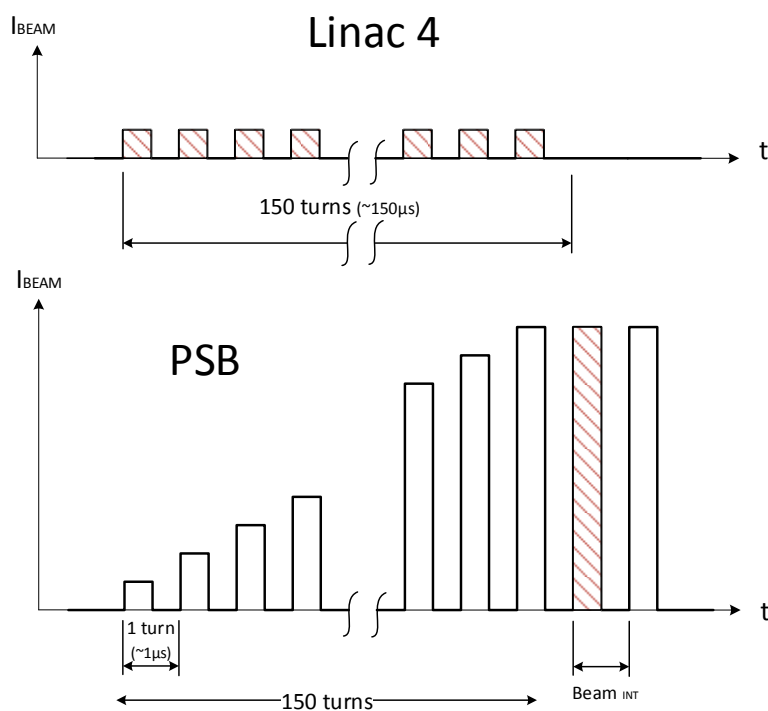 Linac 4
IBEAM
t
150 turns (~150µs)
IBEAM
PSB
t
1 turn
(~1µs)
Beam INT
150 turns